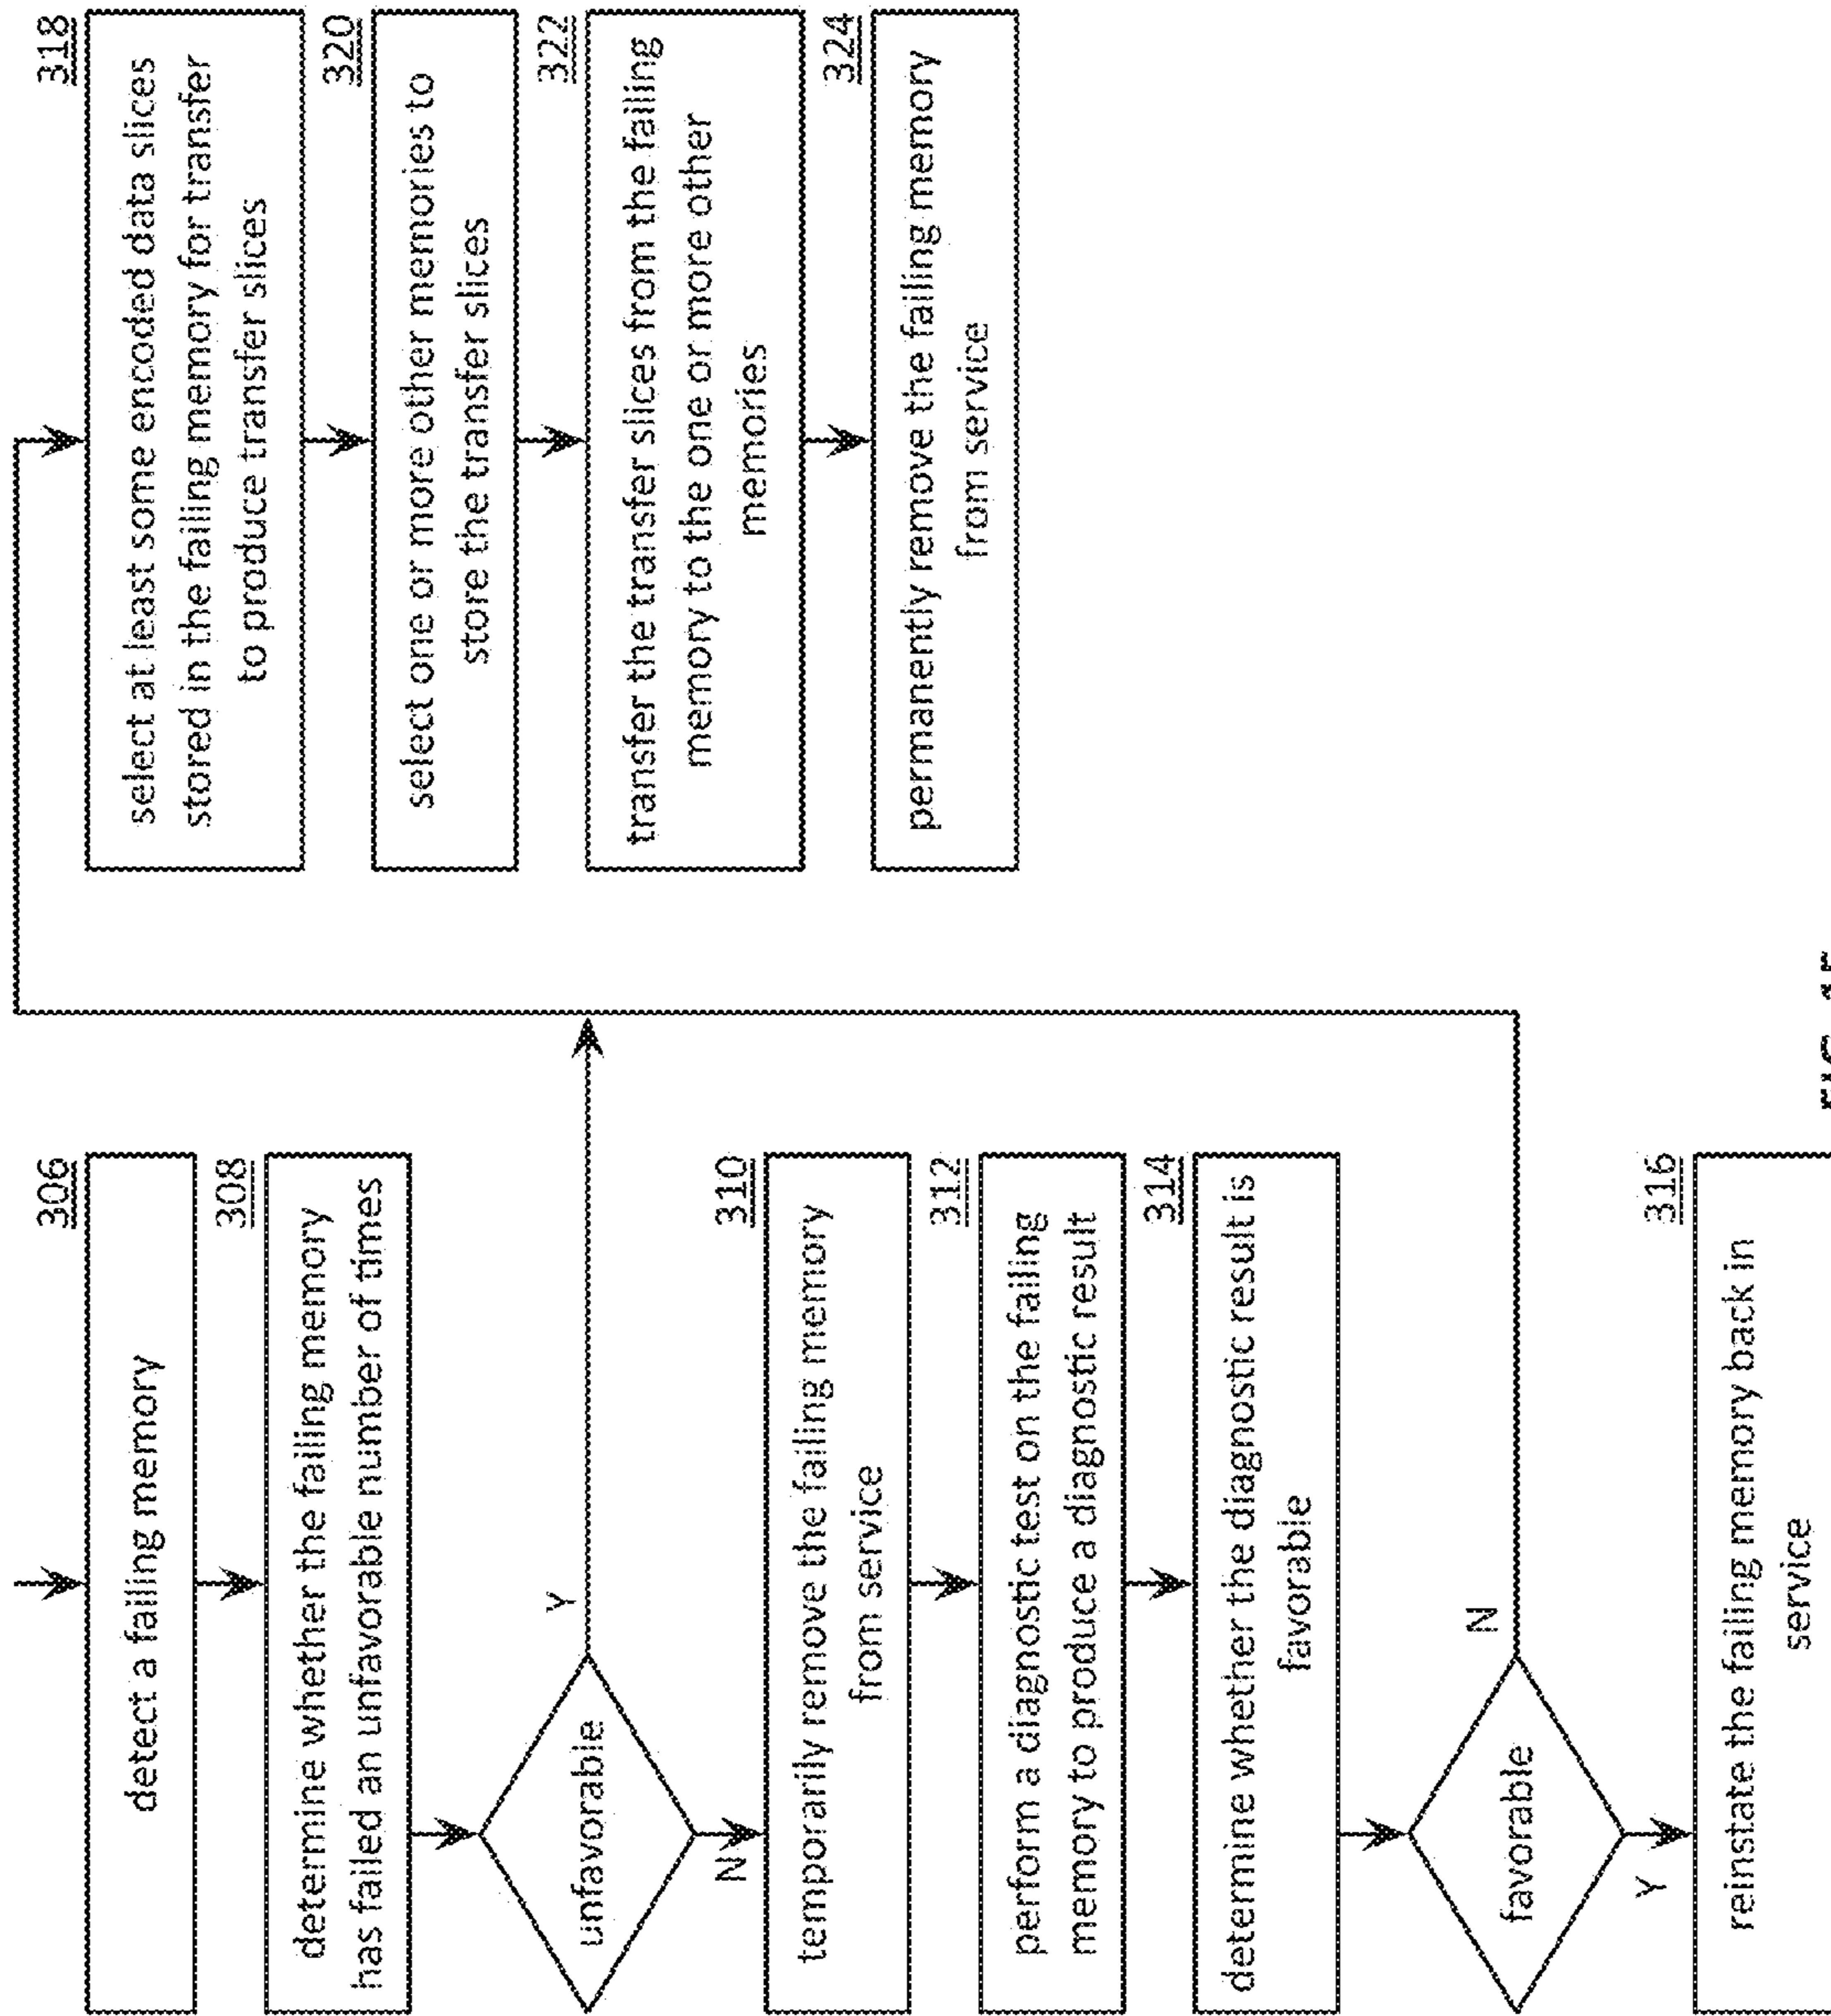 306
detect a failing memory
308
determine whether the failing memory
has failed an unfavorable number of times
unfavorable
Y
N
310
temporarily remove the failing memory
from service
312
perform a diagnostic test on the failing
memory to produce a diagnostic result
314
determine whether the diagnostic result is
favorable
favorable
N
Y
316
reinstate the failing memory back in
service
318
select at least some encoded data slices
stored in the failing memory for transfer
to produce transfer slices
320
select one or more other memories to
store the transfer slices
322
transfer the transfer slices from the failing
memory to the one or more other
memories
324
permanently remove the failing memory
from service